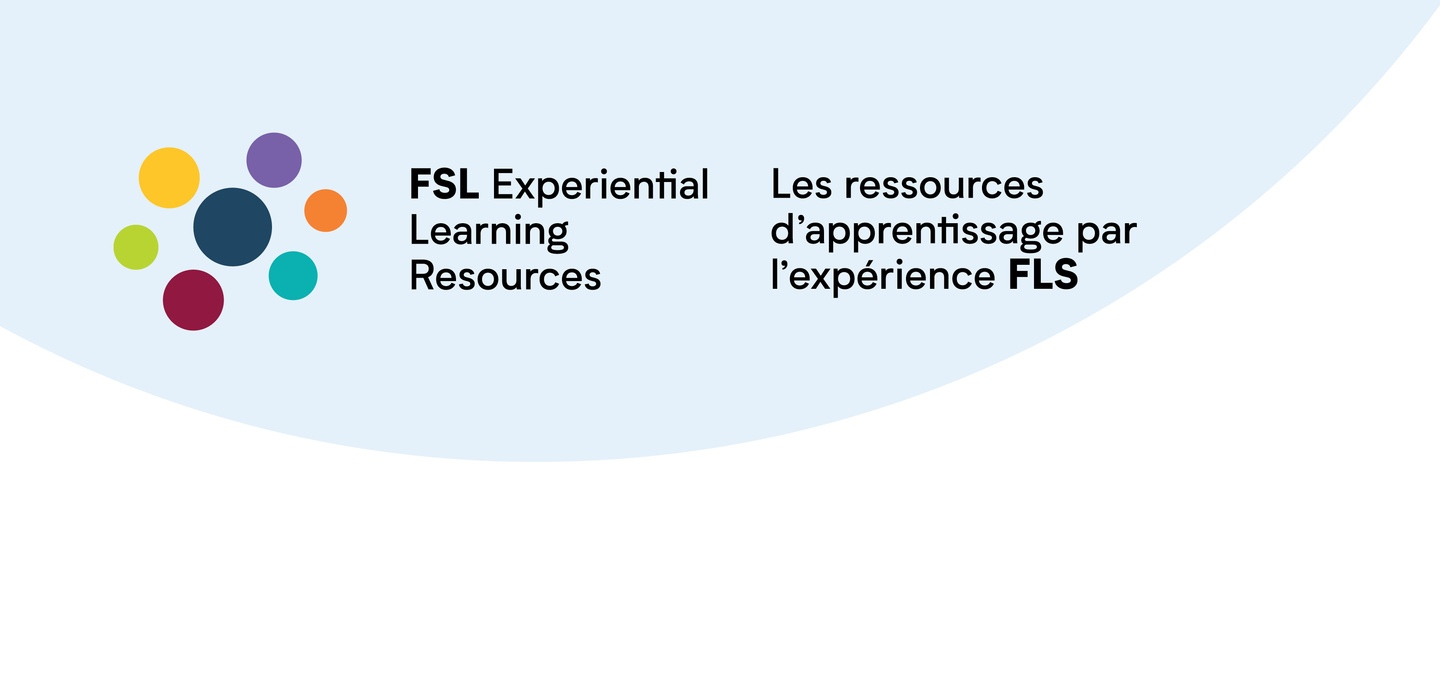 FSL Experiential
Learning
Resources
Les ressources
d’apprentissage par
l’expérience FLS